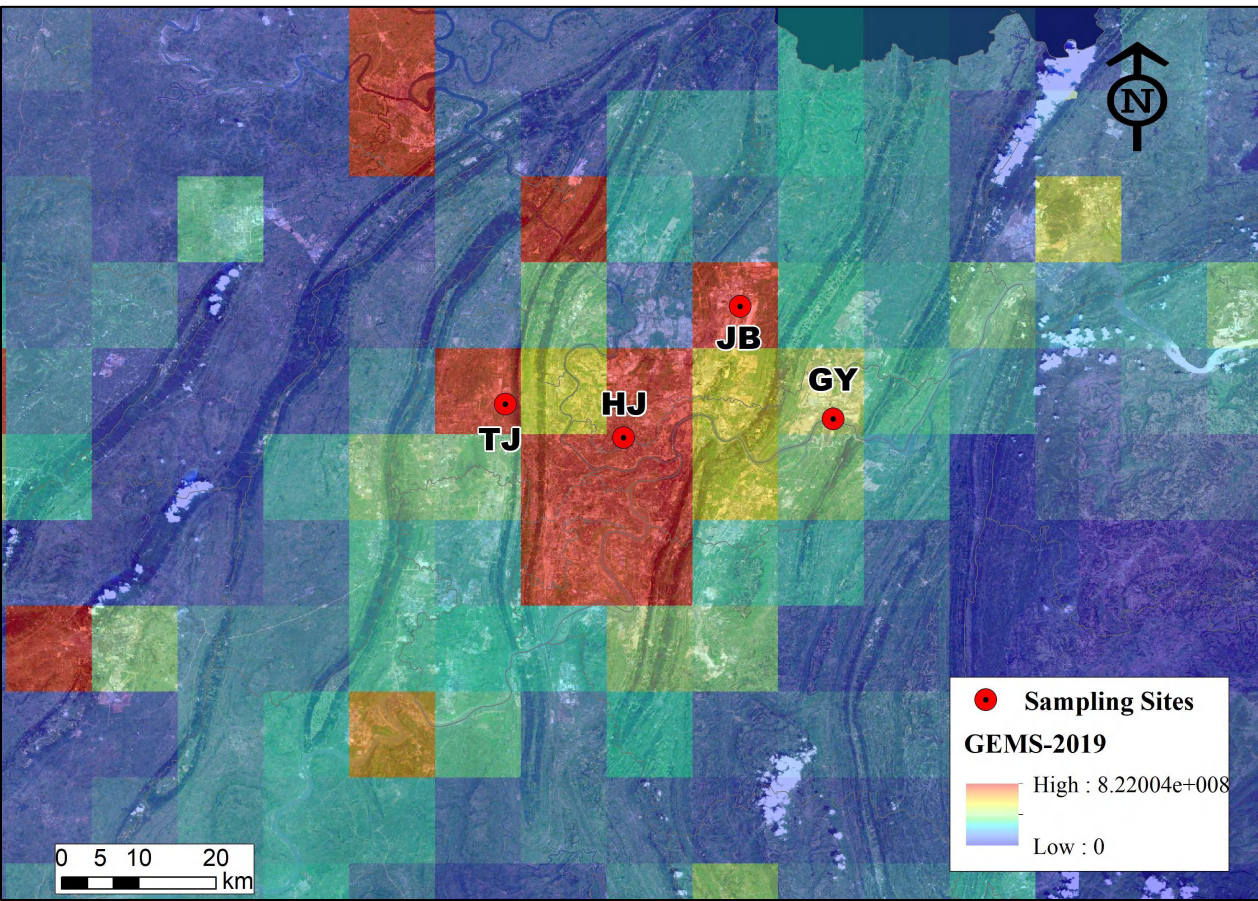 N
JB
GY
HJ
TJ
Sampling Sites
GEMS-2019
High : 8.22004e+008
Low : 0
0 5 10 20
km